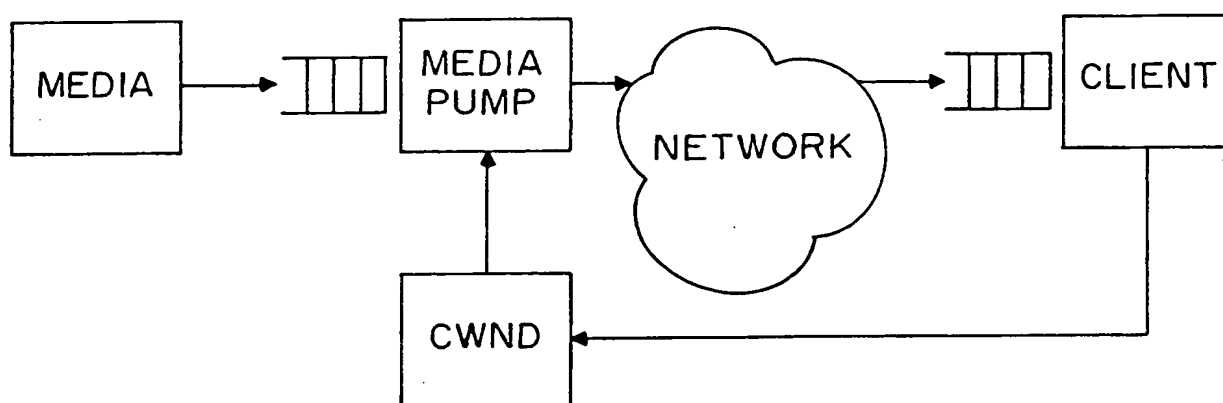 MEDIA
MEDIA
PUMP
NETWORK
CLIENT
CWND